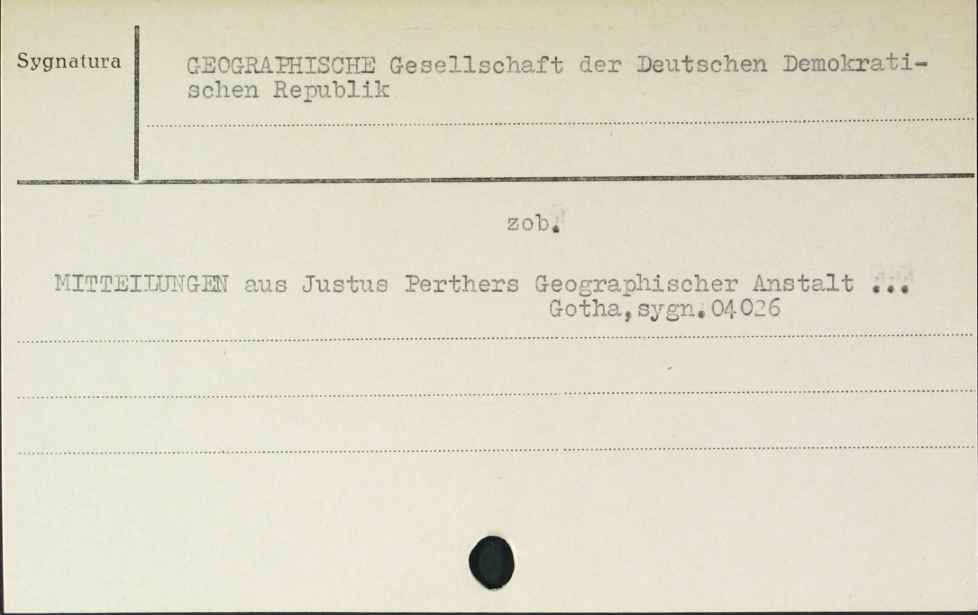 Sygnatura
GEOGRAPHISCHE Gesellschaft der Deutschen Demokrati-
schen Republik
zob.
MITTEILUNGEN aus Justus Perthers Geographischer Anstalt ...
Gotha, sygn. 04026